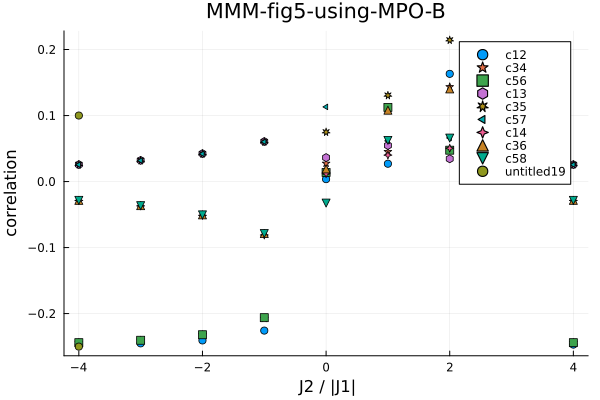 MMM-fig5-using-MPO-B
correlation
0.2
0.1
0.0
−0.1
−0.2
c12
c34
c56
c13
c35
c57
c14
c36
c58
untitled19
−4
−2
0
2
4
J2 / |J1|